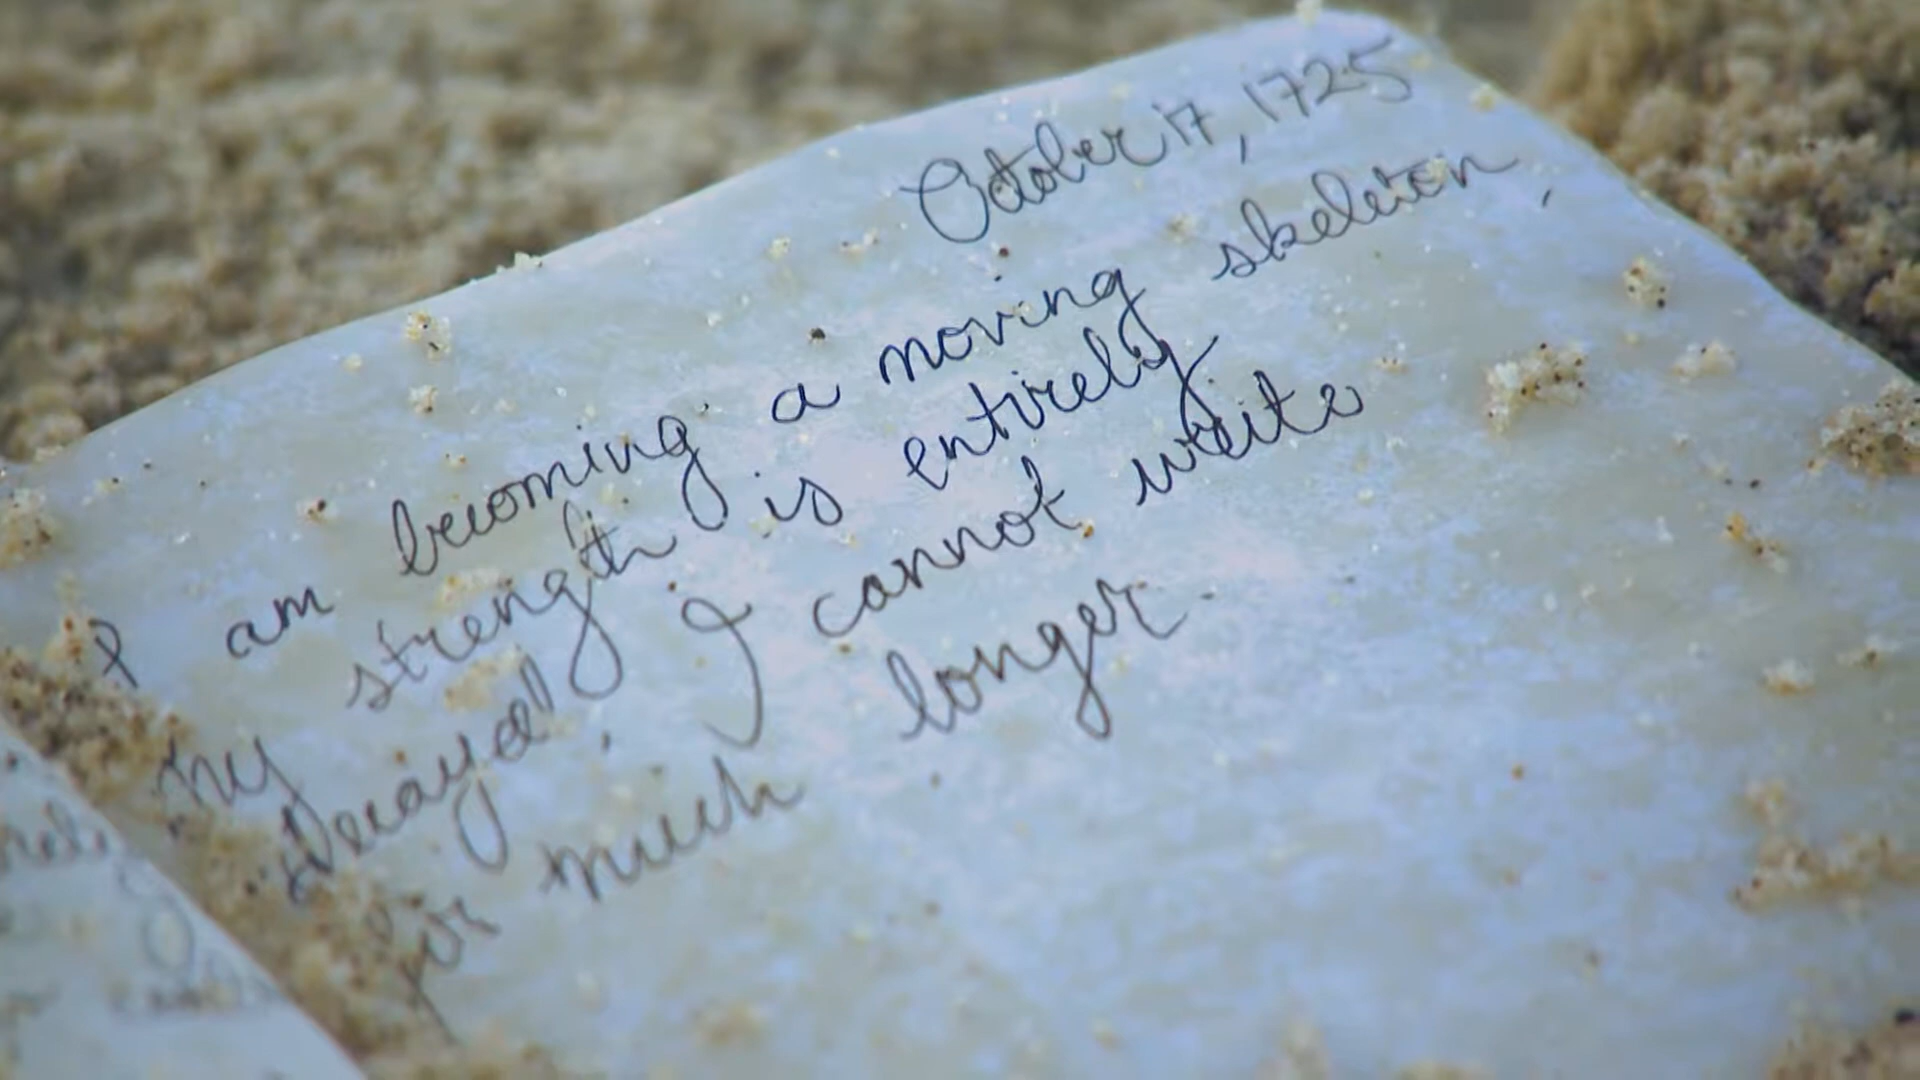 October 17, 1725
I am becoming a moving skeleton,
my strength is entirely
decayed, I cannot write
for much longer.